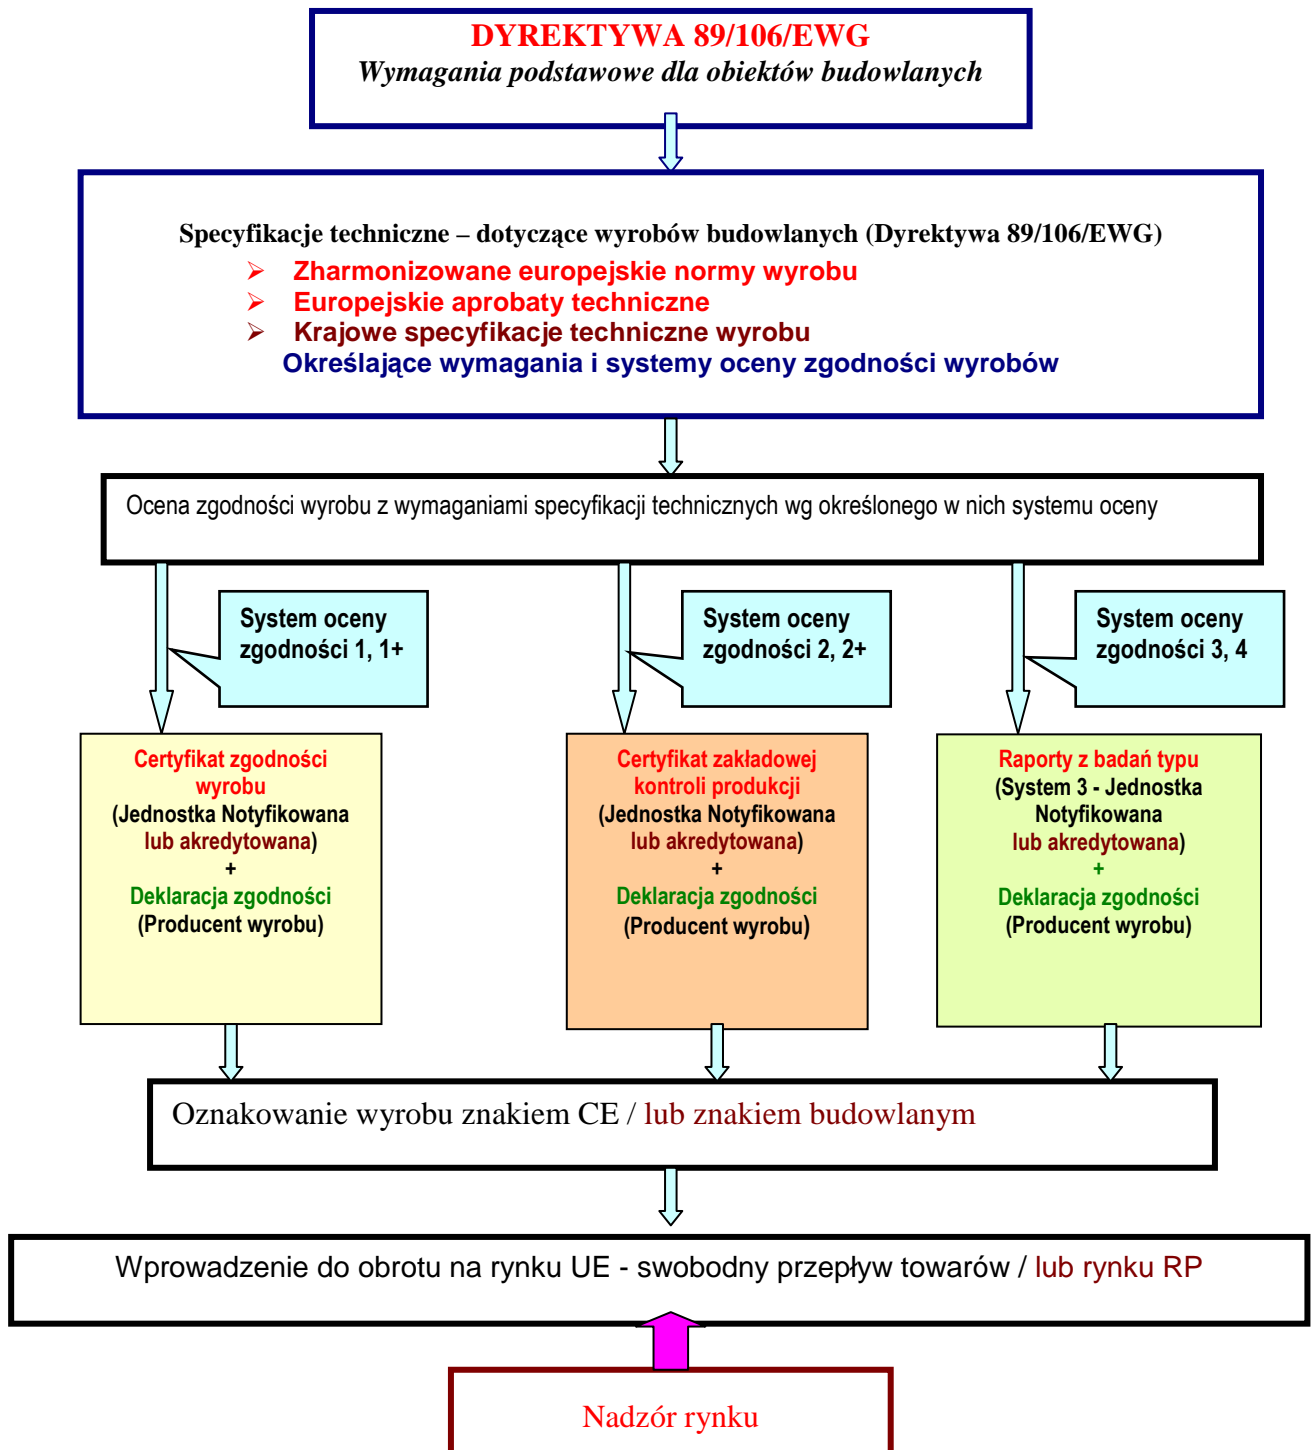 DYREKTYWA 89/106/EWG
Wymagania podstawowe dla obiektów budowlanych
Specyfikacje techniczne – dotyczące wyrobów budowlanych (Dyrektywa 89/106/EWG)
➢ Zharmonizowane europejskie normy wyrobu
➢ Europejskie aprobaty techniczne
➢ Krajowe specyfikacje techniczne wyrobu
Określające wymagania i systemy oceny zgodności wyrobów
Ocena zgodności wyrobu z wymaganiami specyfikacji technicznych wg określonego w nich systemu oceny
System oceny
zgodności 1, 1+
System oceny
zgodności 2, 2+
System oceny
zgodności 3, 4
Certyfikat zgodności
wyrobu
(Jednostka Notyfikowana
lub akredytowana)
+
Deklaracja zgodności
(Producent wyrobu)
Certyfikat zakładowej
kontroli produkcji
(Jednostka Notyfikowana
lub akredytowana)
+
Deklaracja zgodności
(Producent wyrobu)
Raporty z badań typu
(System 3 - Jednostka
Notyfikowana
lub akredytowana)
+
Deklaracja zgodności
(Producent wyrobu)
Oznakowanie wyrobu znakiem CE / lub znakiem budowlanym
Wprowadzenie do obrotu na rynku UE - swobodny przepływ towarów / lub rynku RP
Nadzór rynku